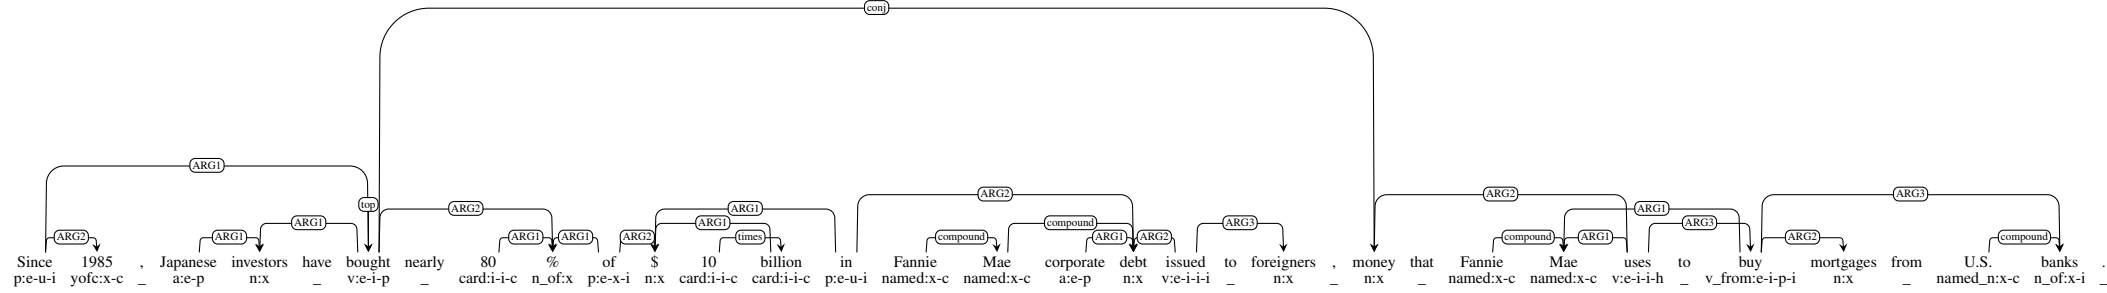 conj
ARG1
ARG2 ARG2 ARG3
top
ARG2 ARG1 ARG1
ARG1 ARG1 compound ARG3 ARG3
ARG2 ARG1 ARG1 ARG1 ARG2 times compound ARG1 ARG2 compound ARG1 ARG2 compound
Since 1985 , Japanese investors have bought nearly 80 % of $ 10 billion in Fannie Mae corporate debt issued to foreigners , money that Fannie Mae uses to buy mortgages from U.S. banks .
p:e-u-i yofc:x-c _ a:e-p n:x _ v:e-i-p _ card:i-i-c n_of:x p:e-x-i n:x card:i-i-c card:i-i-c p:e-u-i named:x-c named:x-c a:e-p n:x v:e-i-i-i _ n:x _ n:x _ named:x-c named:x-c v:e-i-i-h _ v_from:e-i-p-i n:x _ named_n:x-c n_of:x-i _